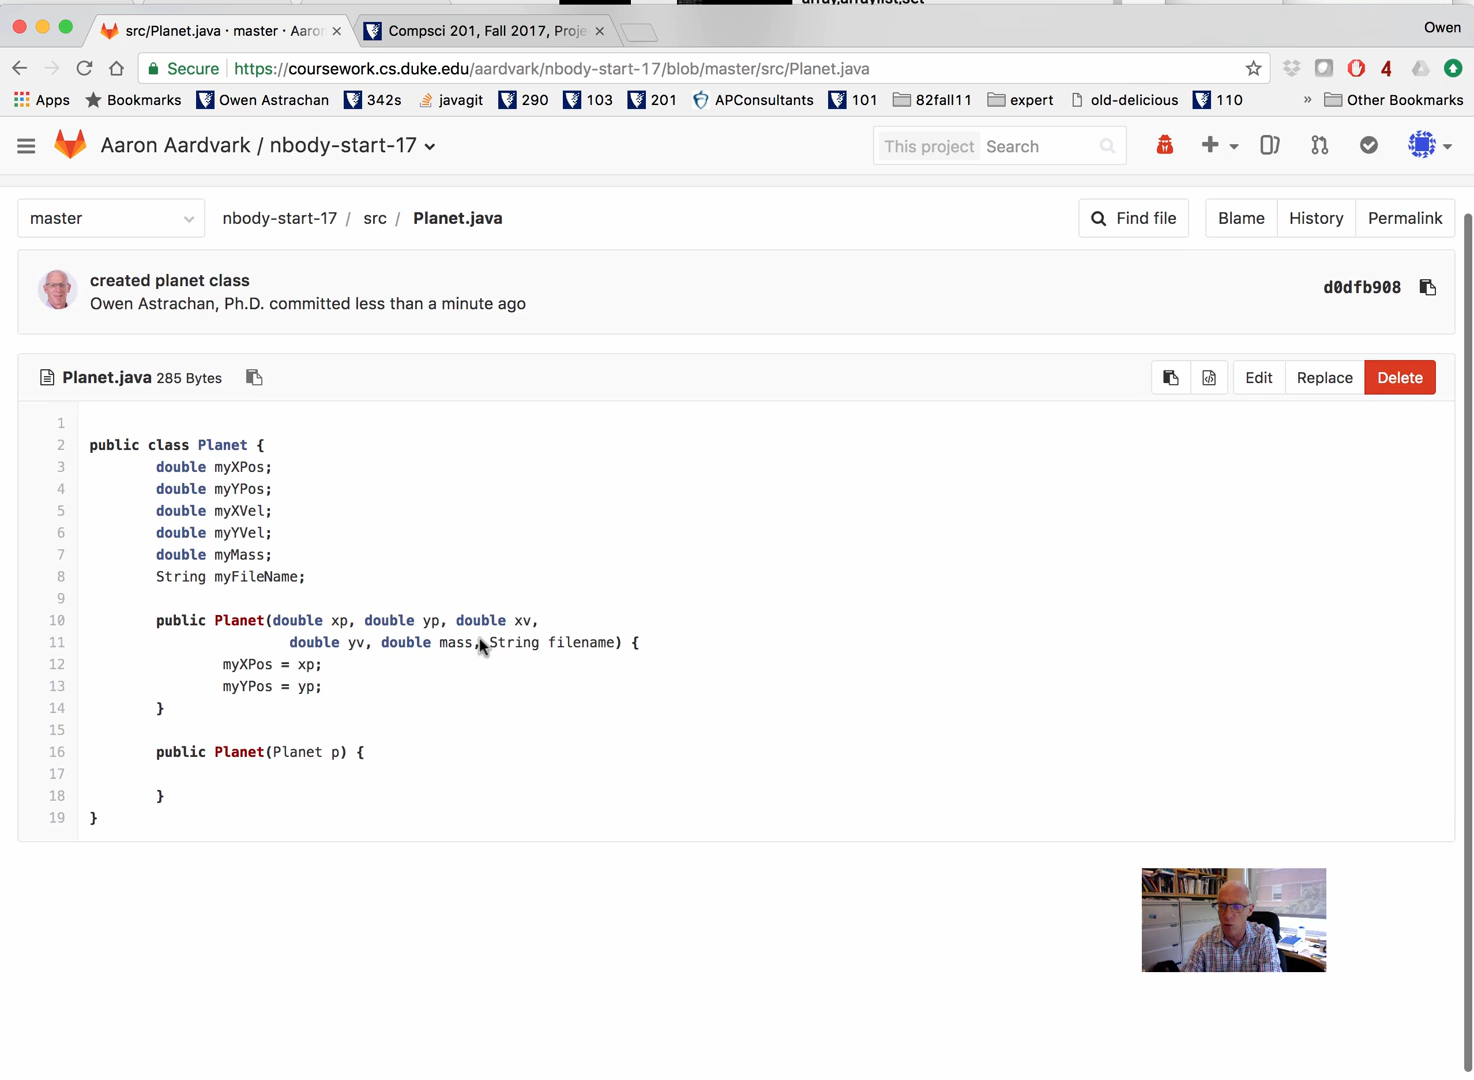 array,arraylist,set
src/Planet.java · master · Aaron
Compsci 201, Fall 2017, Proje
Owen
Secure https://coursework.cs.duke.edu/aardvark/nbody-start-17/blob/master/src/Planet.java
4
Apps Bookmarks Owen Astrachan 342s javagit 290 103 201 APConsultants 101 82fall11 expert old-delicious 110 » Other Bookmarks
Aaron Aardvark / nbody-start-17
This project Search
master
nbody-start-17 / src / Planet.java
Find file Blame History Permalink
created planet class
Owen Astrachan, Ph.D. committed less than a minute ago
d0dfb908
Planet.java 285 Bytes
Edit Replace Delete
1
2 public class Planet {
3 double myXPos;
4 double myYPos;
5 double myXVel;
6 double myYVel;
7 double myMass;
8 String myFileName;
9
10 public Planet(double xp, double yp, double xv,
11 double yv, double mass, String filename) {
12 myXPos = xp;
13 myYPos = yp;
14 }
15
16 public Planet(Planet p) {
17
18 }
19 }